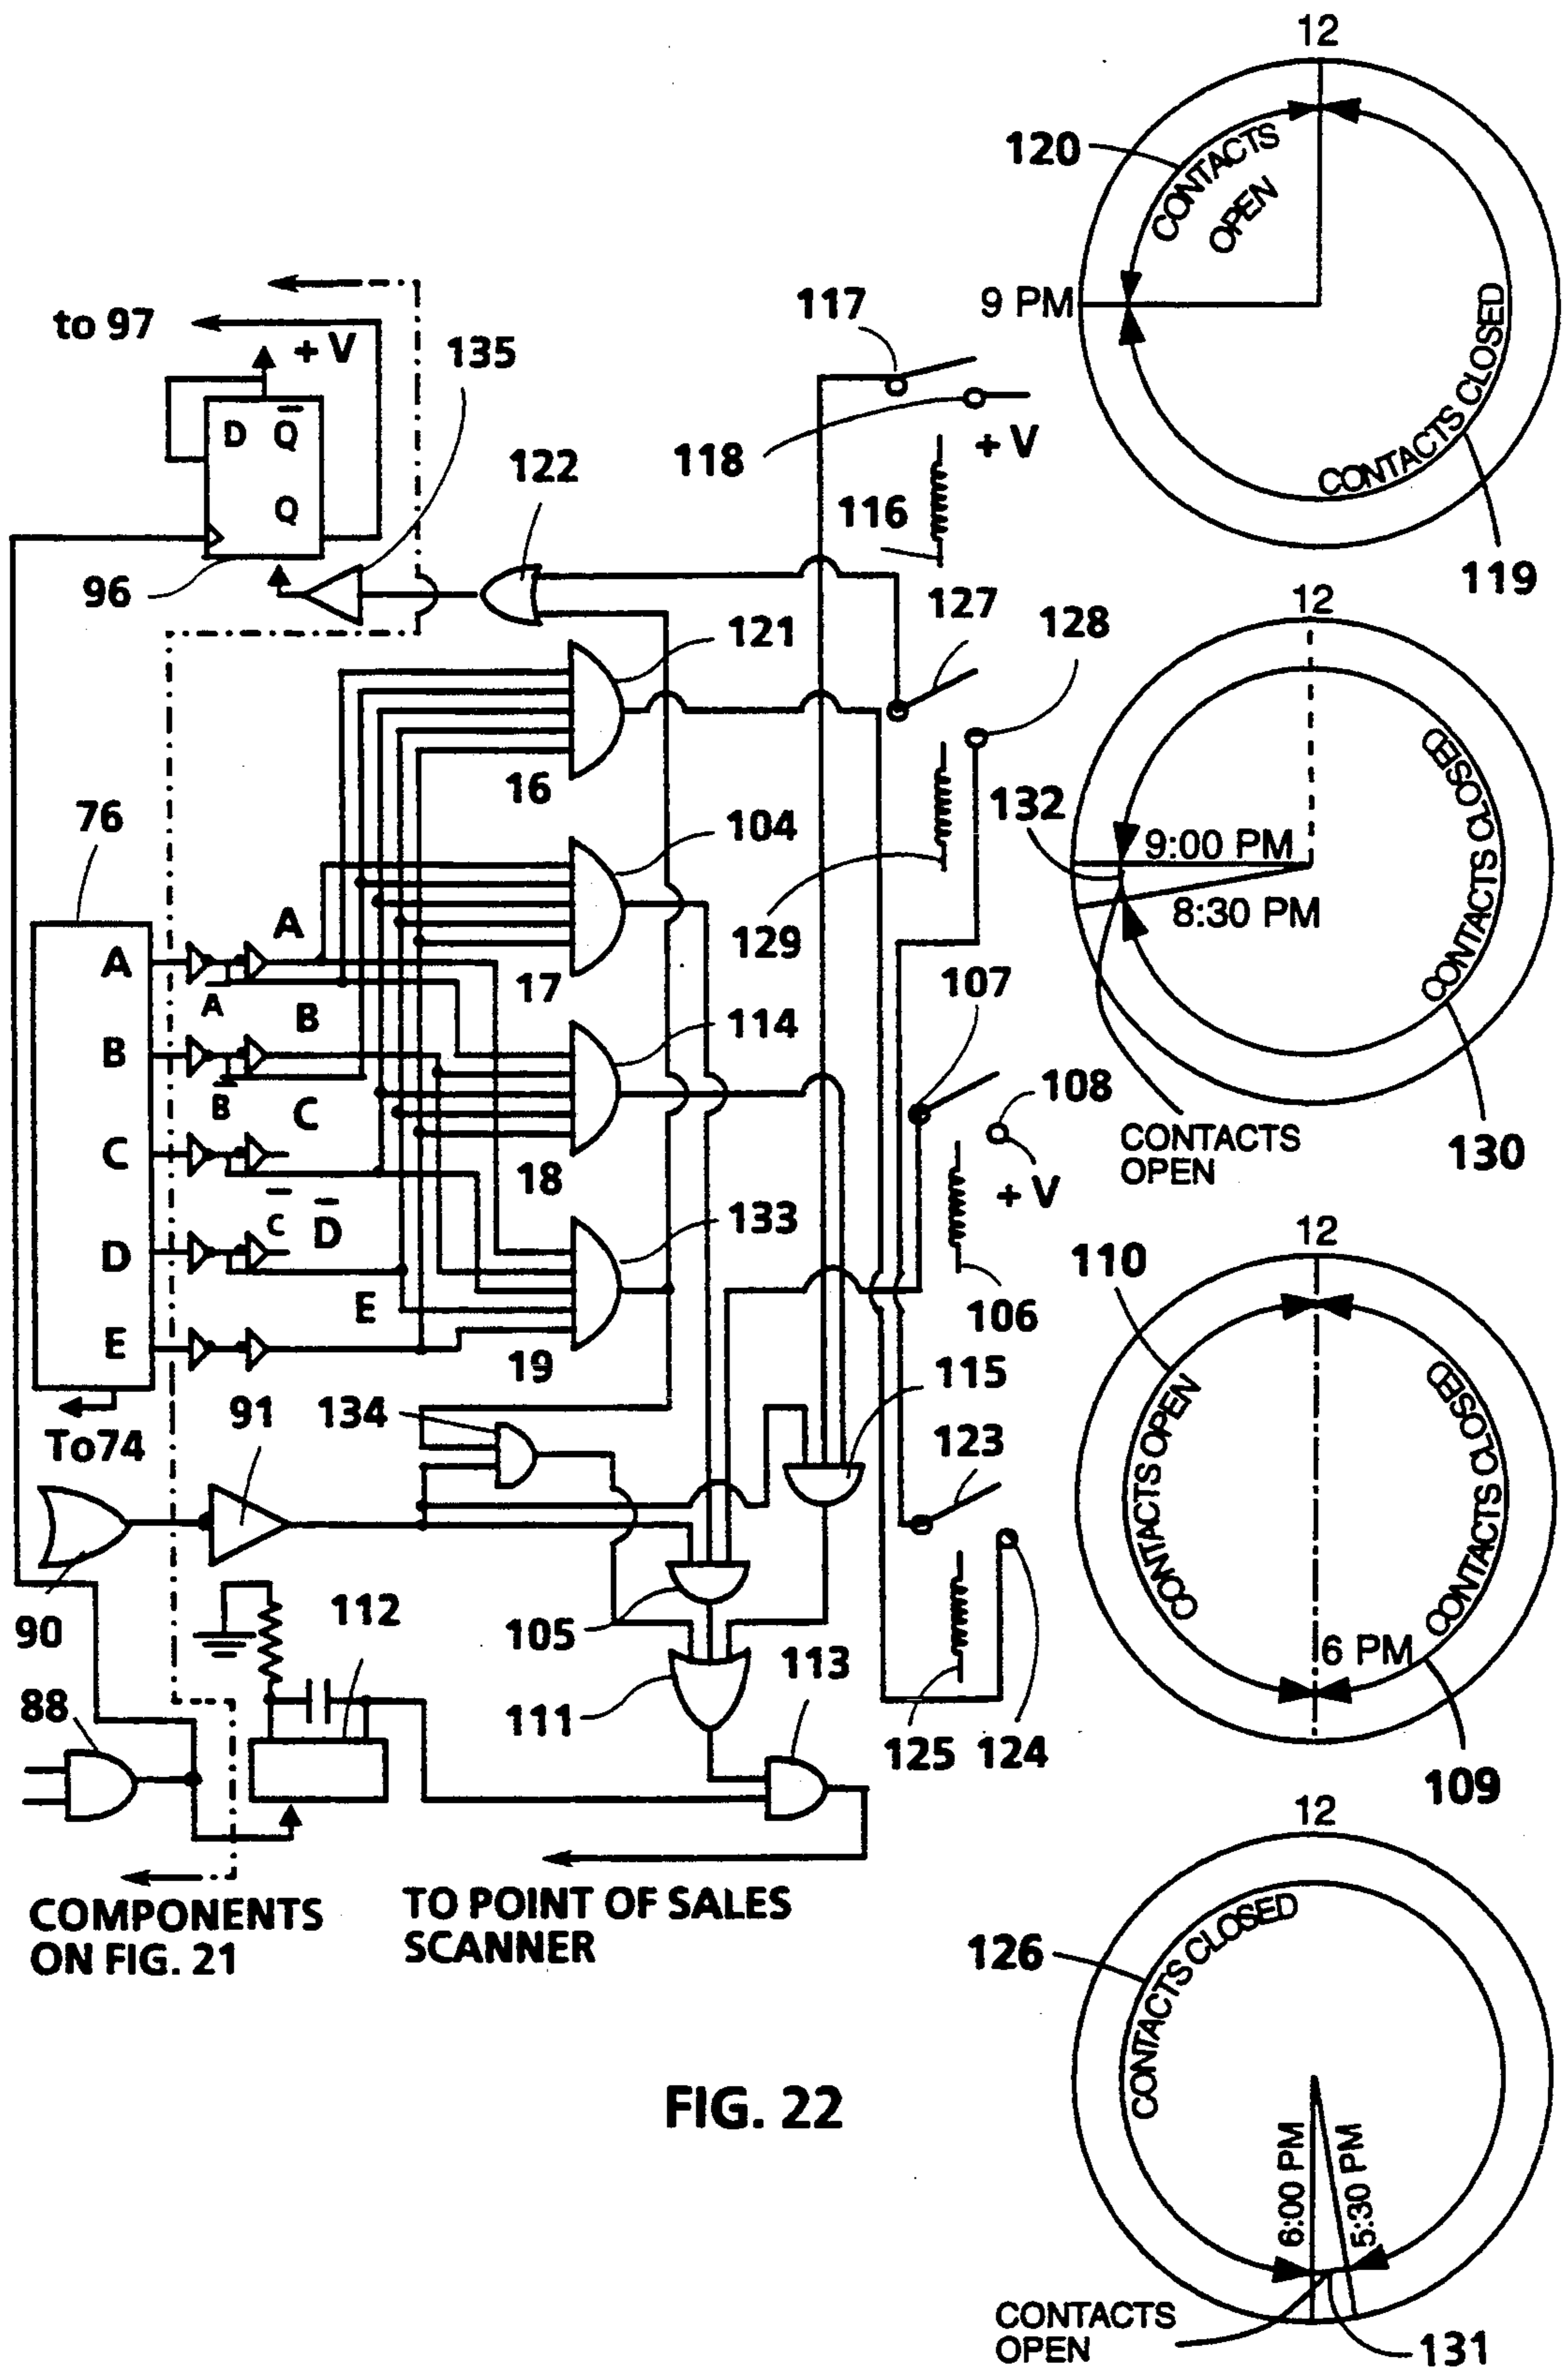 12
120
CONTACTS
OPEN
9 PM
CONTACTS CLOSED
119
to 97
+ V
135
D Q̅
Q
96
122
117
118
+ V
116
127
128
121
16
104
17
114
18
133
19
129
12
132
9:00 PM
8:30 PM
CONTACTS CLOSED
CONTACTS
OPEN
130
107
108
+ V
106
76
A
B
C
D
E
A
A
B
B̅
C
C̅
D̅
E
To74
91
134
115
123
12
110
CONTACTS OPEN
CONTACTS CLOSED
6 PM
109
90
112
105
111
113
125
124
88
COMPONENTS
ON FIG. 21
TO POINT OF SALES
SCANNER
12
126
CONTACTS CLOSED
6:00 PM
5:30 PM
CONTACTS
OPEN
131
FIG. 22